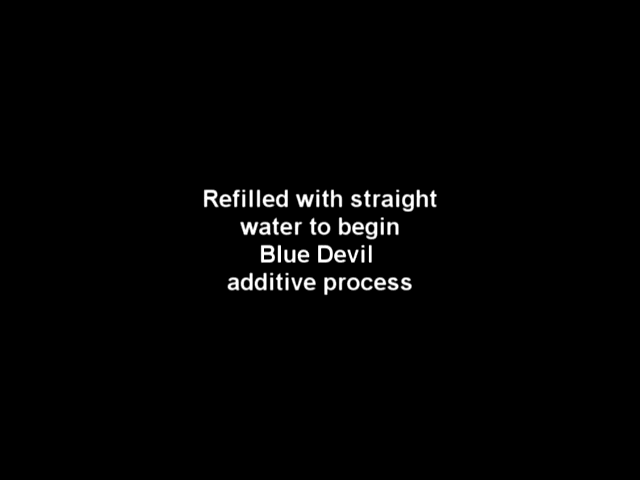 Refilled with straight
water to begin
Blue Devil
additive process